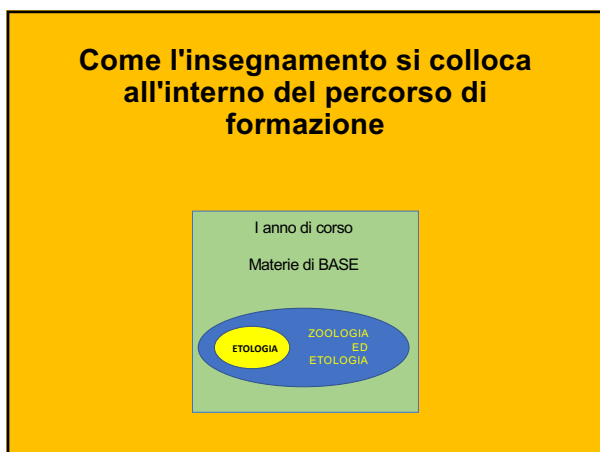 Come l'insegnamento si colloca
all'interno del percorso di
formazione
I anno di corso
Materie di BASE
ETOLOGIA
ZOOLOGIA
ED
ETOLOGIA